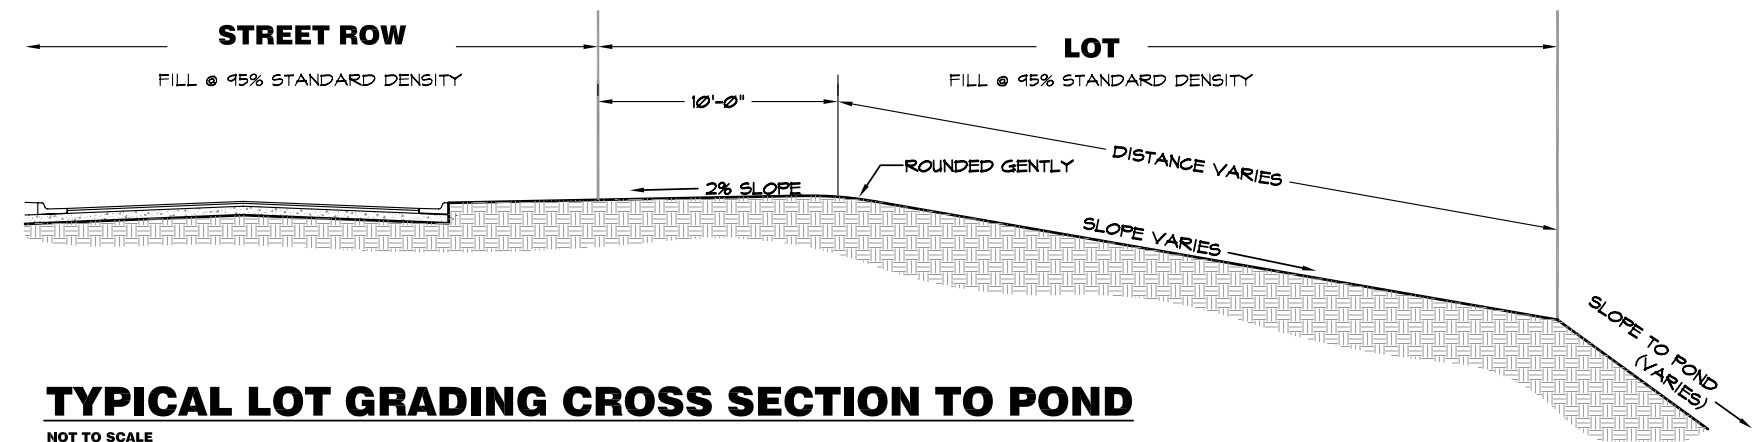 STREET ROW
FILL @ 95% STANDARD DENSITY
LOT
FILL @ 95% STANDARD DENSITY
10'-0"
DISTANCE VARIES
ROUNDED GENTLY
2% SLOPE
SLOPE VARIES
SLOPE TO POND
(VARIES)
TYPICAL LOT GRADING CROSS SECTION TO POND
NOT TO SCALE